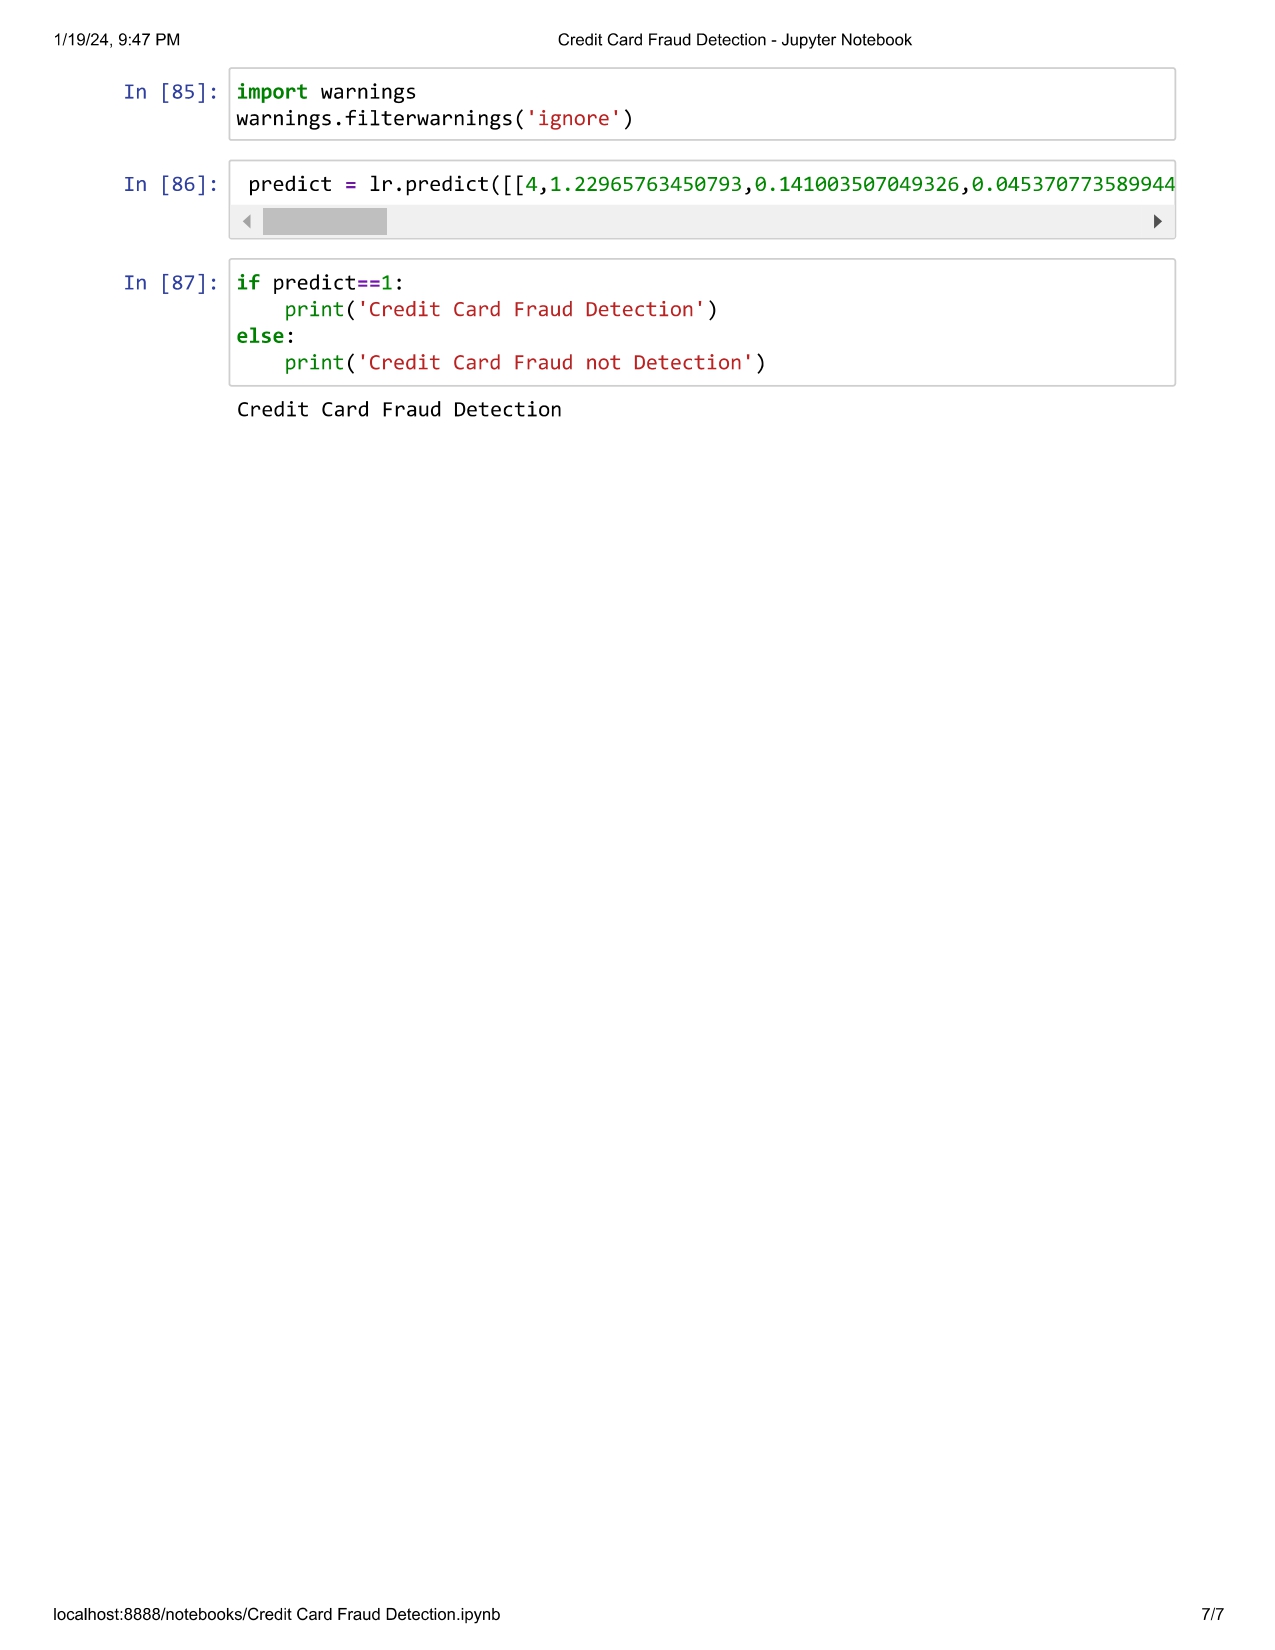 1/19/24, 9:47 PM Credit Card Fraud Detection - Jupyter Notebook
In [85]: import warnings
warnings.filterwarnings('ignore')
In [86]: predict = lr.predict([[4,1.22965763450793,0.141003507049326,0.045370773589944
In [87]: if predict==1:
    print('Credit Card Fraud Detection')
else:
    print('Credit Card Fraud not Detection')
Credit Card Fraud Detection
localhost:8888/notebooks/Credit Card Fraud Detection.ipynb 7/7